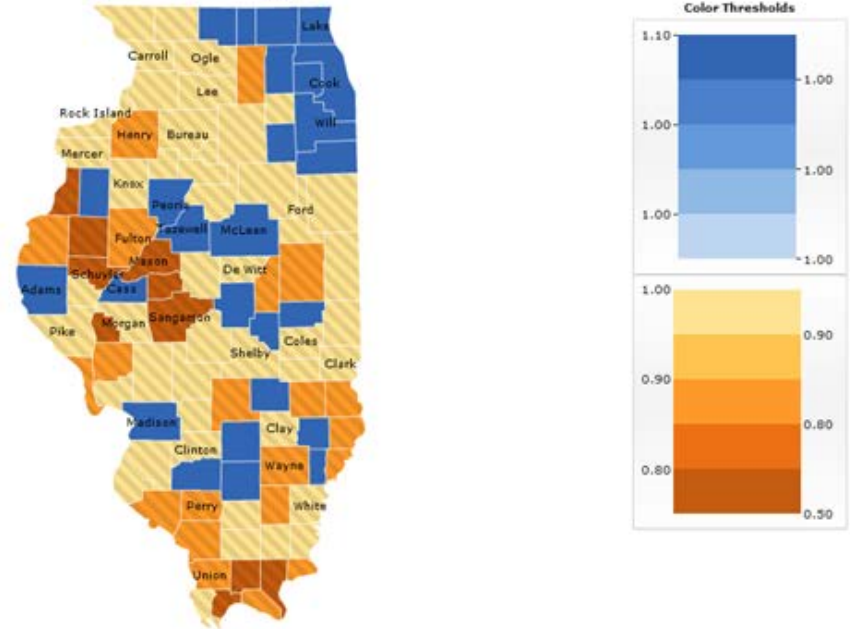 Color Thresholds
1.10
1.00
1.00
1.00
1.00
1.00
1.00
0.90
0.90
0.80
0.80
0.50
Lake
Carroll
Ogle
Cook
Lee
Rock Island
Will
Henry
Bureau
Mercer
Knox
Peoria
Ford
Tazewell
McLean
Fulton
Mason
De Witt
Schuyler
Adams
Cass
Morgan
Sangamon
Pike
Coles
Shelby
Clark
Madison
Clay
Clinton
Wayne
Perry
White
Union